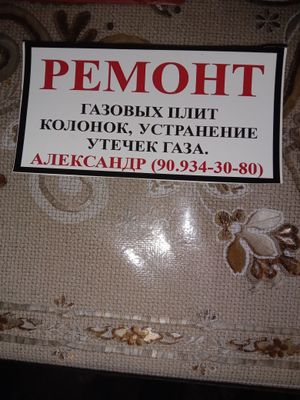 РЕМОНТ
ГАЗОВЫХ ПЛИТ
КОЛОНОК, УСТРАНЕНИЕ
УТЕЧЕК ГАЗА.
АЛЕКСАНДР (90.934-30-80)